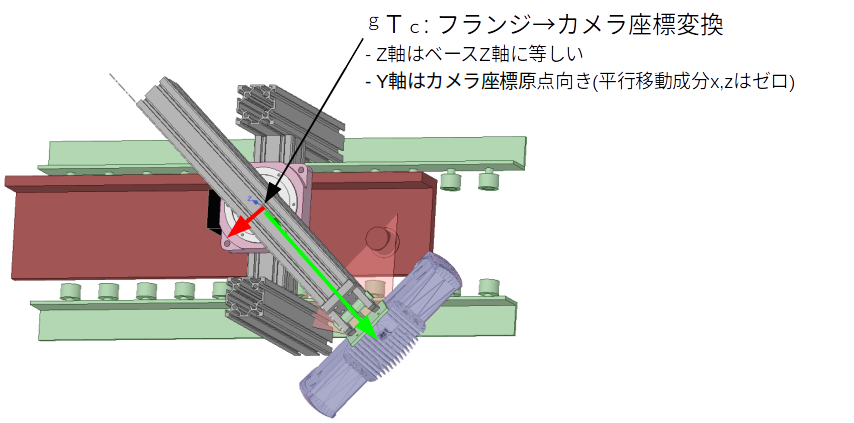 ᵍＴｃ: フランジ→カメラ座標変換
- Z軸はベースZ軸に等しい
- Y軸はカメラ座標原点向き(平行移動成分x,zはゼロ)
Z